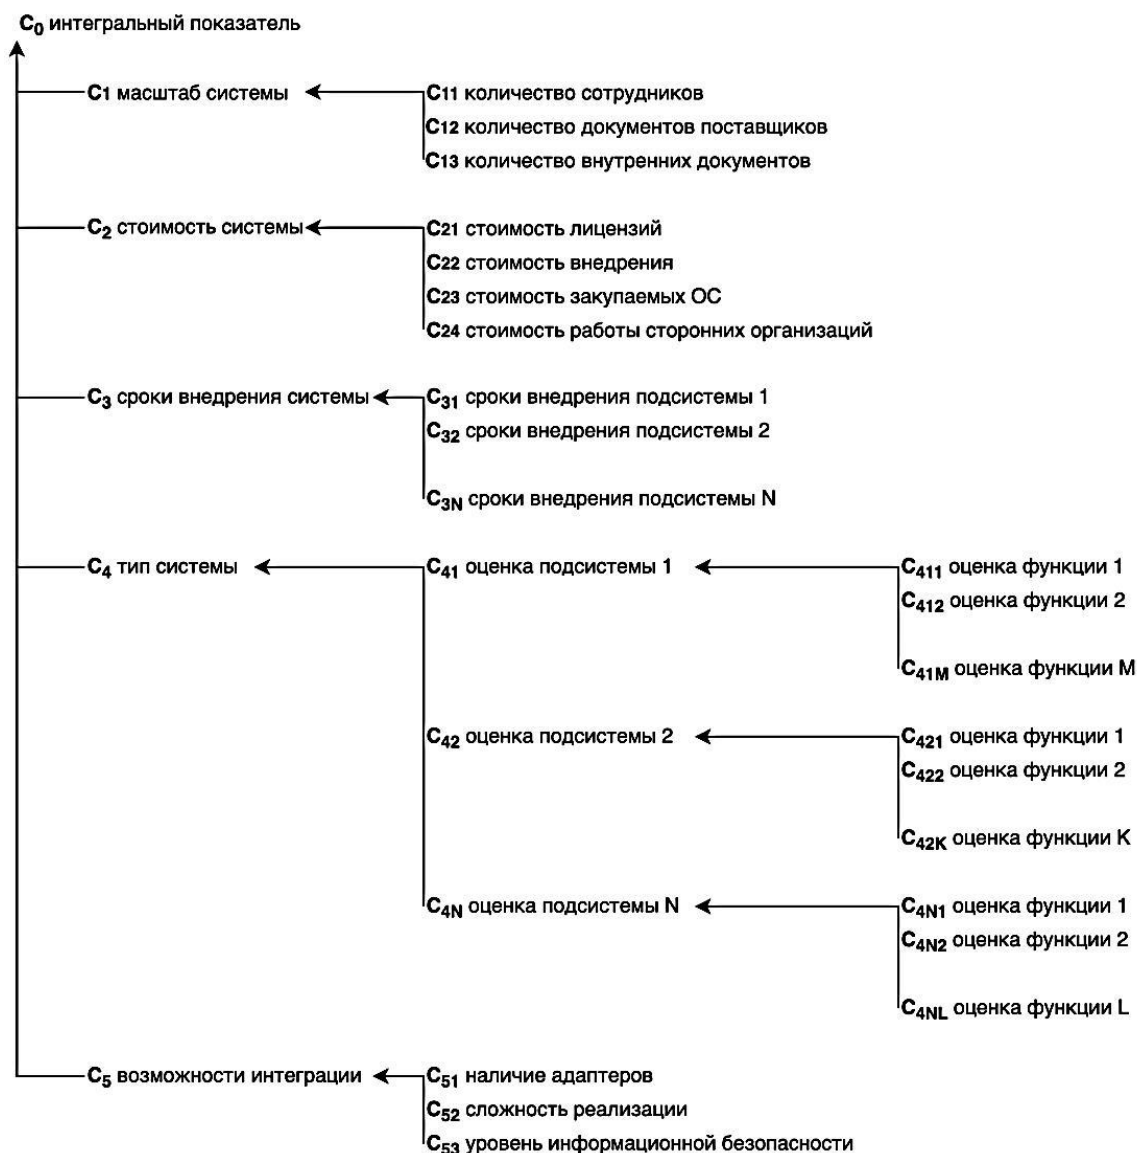 C0 интегральный показатель
C1 масштаб системы C11 количество сотрудников
C12 количество документов поставщиков
C13 количество внутренних документов
C2 стоимость системы C21 стоимость лицензий
C22 стоимость внедрения
C23 стоимость закупаемых ОС
C24 стоимость работы сторонних организаций
C3 сроки внедрения системы C31 сроки внедрения подсистемы 1
C32 сроки внедрения подсистемы 2
C3N сроки внедрения подсистемы N
C4 тип системы C41 оценка подсистемы 1 C411 оценка функции 1
C412 оценка функции 2
C41M оценка функции M
C42 оценка подсистемы 2 C421 оценка функции 1
C422 оценка функции 2
C42K оценка функции K
C4N оценка подсистемы N C4N1 оценка функции 1
C4N2 оценка функции 2
C4NL оценка функции L
C5 возможности интеграции C51 наличие адаптеров
C52 сложность реализации
C53 уровень информационной безопасности